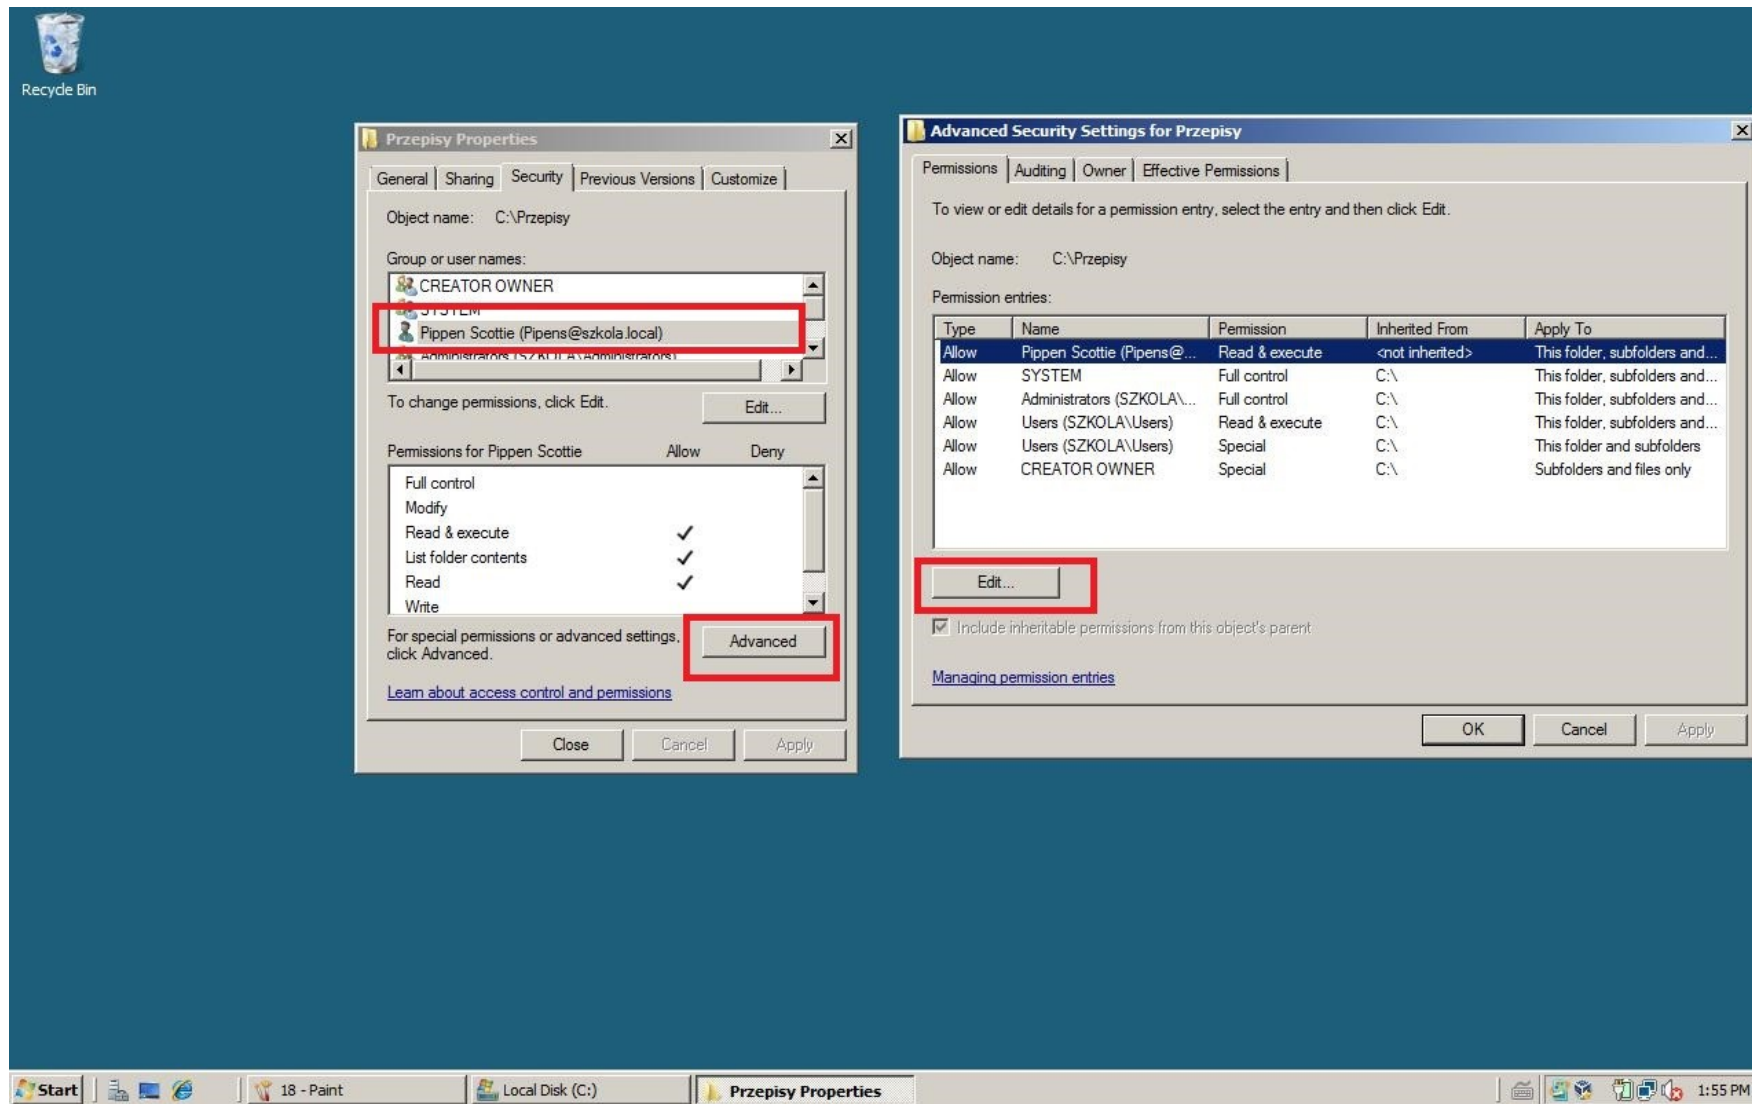 Recycle Bin
Przepisy Properties
General Sharing Security Previous Versions Customize
Object name: C:\Przepisy
Group or user names:
CREATOR OWNER
SYSTEM
Pippen Scottie (Pipens@szkola.local)
Administrators (SZKOLA\Administrators)
To change permissions, click Edit.
Edit...
Permissions for Pippen Scottie Allow Deny
Full control
Modify
Read & execute
List folder contents
Read
Write
For special permissions or advanced settings,
click Advanced.
Advanced
Learn about access control and permissions
Close Cancel Apply
Advanced Security Settings for Przepisy
Permissions Auditing Owner Effective Permissions
To view or edit details for a permission entry, select the entry and then click Edit.
Object name: C:\Przepisy
Permission entries:
Type Name Permission Inherited From Apply To
Allow Pippen Scottie (Pipens@... Read & execute <not inherited> This folder, subfolders and...
Allow SYSTEM Full control C:\ This folder, subfolders and...
Allow Administrators (SZKOLA\... Full control C:\ This folder, subfolders and...
Allow Users (SZKOLA\Users) Read & execute C:\ This folder, subfolders and...
Allow Users (SZKOLA\Users) Special C:\ This folder and subfolders
Allow CREATOR OWNER Special C:\ Subfolders and files only
Edit...
Include inheritable permissions from this object's parent
Managing permission entries
OK Cancel Apply
Start 18 - Paint Local Disk (C:) Przepisy Properties 1:55 PM